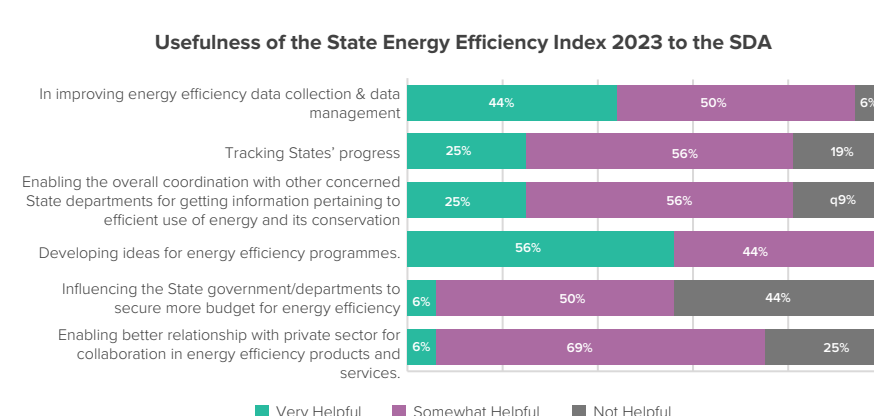 Usefulness of the State Energy Efficiency Index 2023 to the SDA
In improving energy efficiency data collection & data
management
44%
50%
6%
Tracking States’ progress
25%
56%
19%
Enabling the overall coordination with other concerned
State departments for getting information pertaining to
efficient use of energy and its conservation
25%
56%
q9%
Developing ideas for energy efficiency programmes.
56%
44%
Influencing the State government/departments to
secure more budget for energy efficiency
6%
50%
44%
Enabling better relationship with private sector for
collaboration in energy efficiency products and
services.
6%
69%
25%
Very Helpful
Somewhat Helpful
Not Helpful